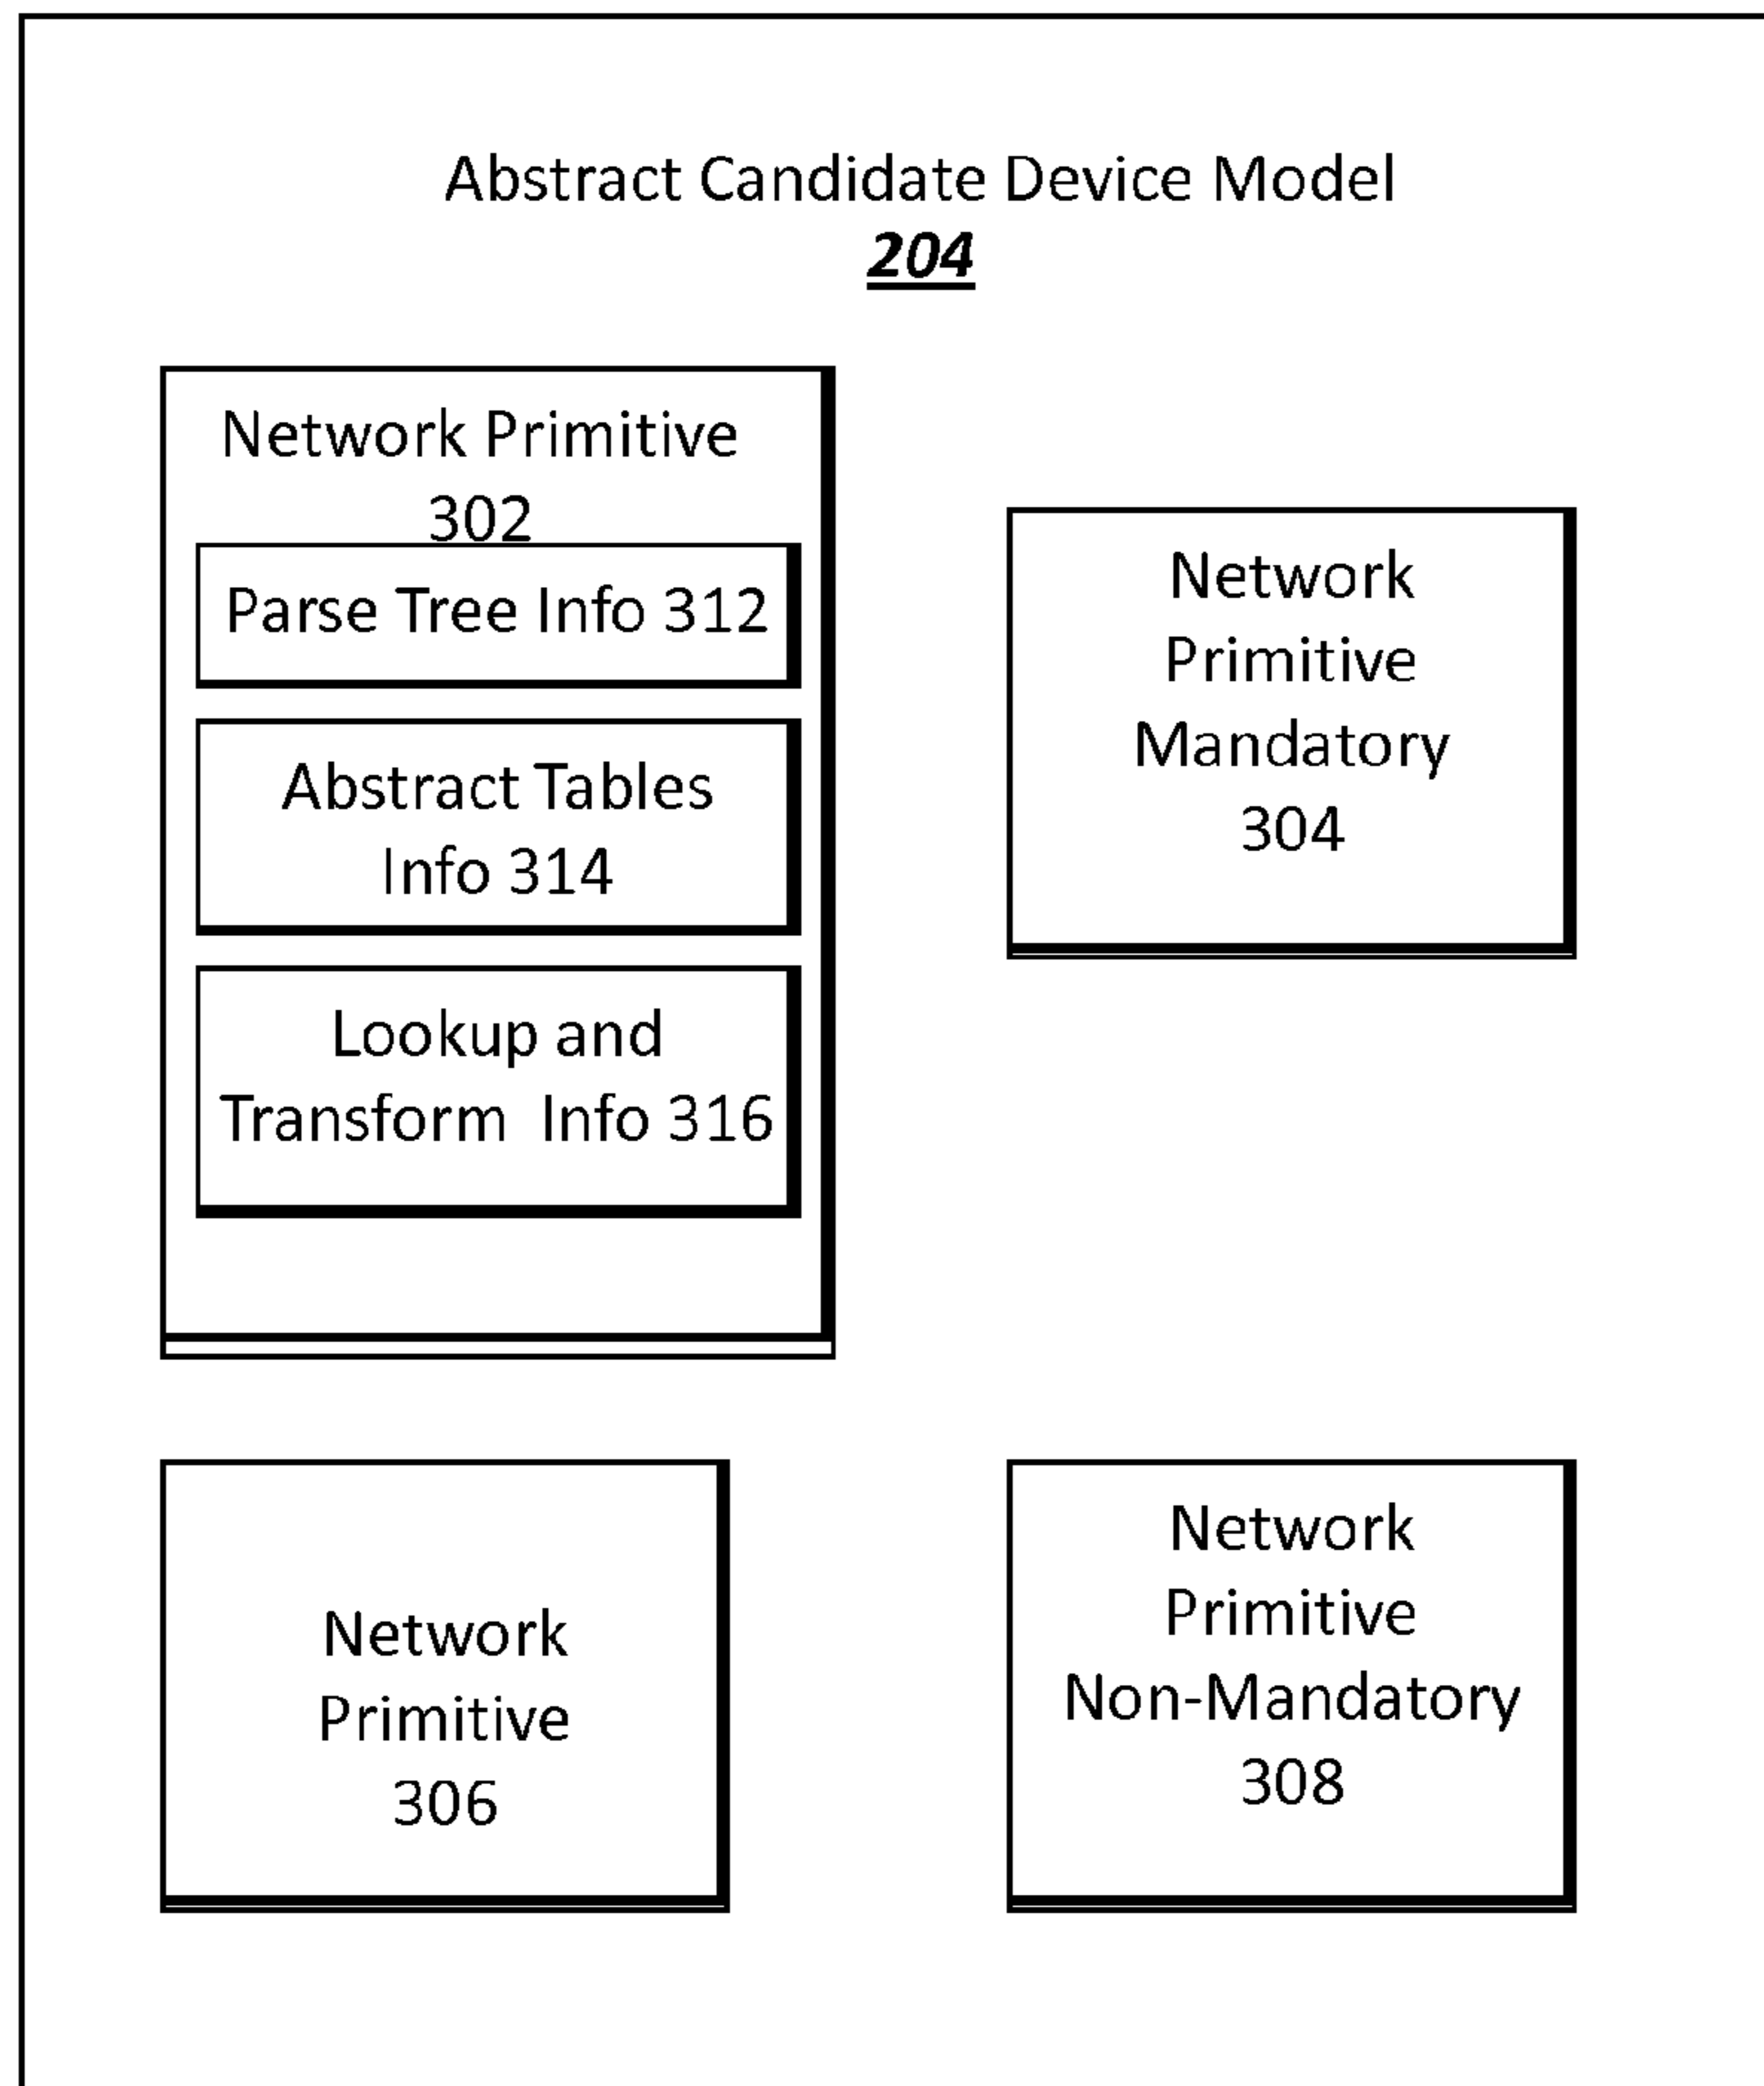 Abstract Candidate Device Model
204
Network Primitive
302
Parse Tree Info 312
Abstract Tables
Info 314
Lookup and
Transform  Info 316
Network
Primitive
Mandatory
304
Network
Primitive
306
Network
Primitive
Non-Mandatory
308